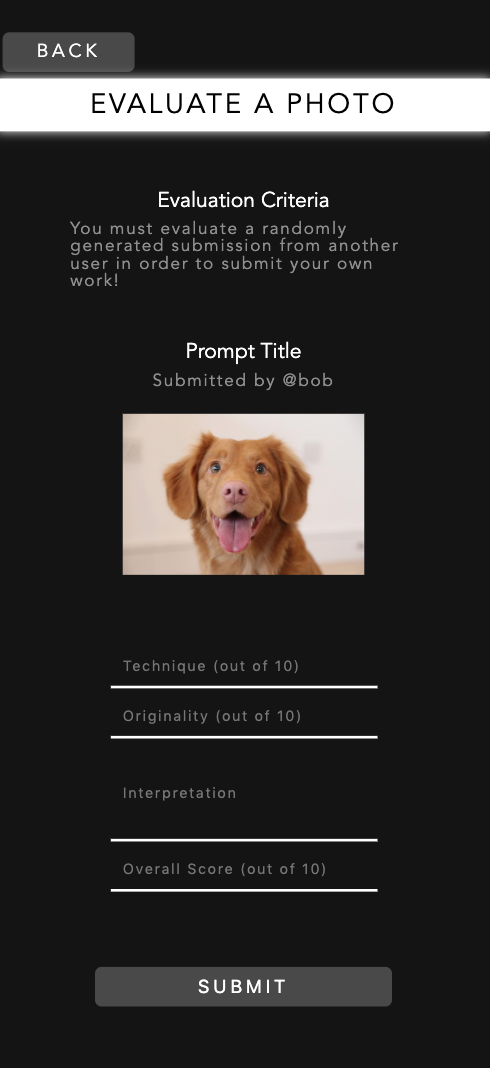 BACK
EVALUATE A PHOTO
Evaluation Criteria
You must evaluate a randomly
generated submission from another
user in order to submit your own
work!
Prompt Title
Submitted by @bob
Technique (out of 10)
Originality (out of 10)
Interpretation
Overall Score (out of 10)
SUBMIT